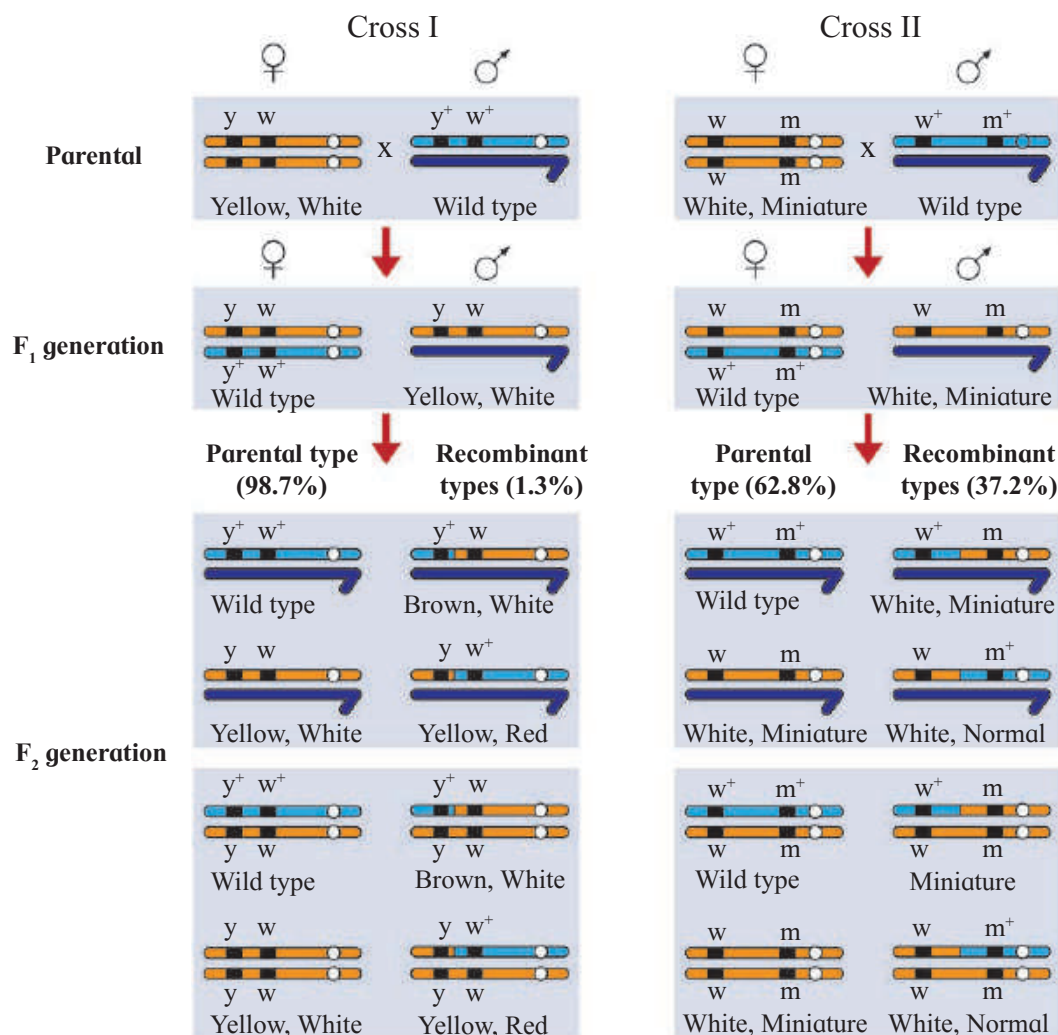 Cross I
Cross II
Parental
y w
y⁺ w⁺
x
Yellow, White
Wild type
w m
w m
w⁺ m⁺
x
White, Miniature
Wild type
F₁ generation
y w
y⁺ w⁺
Wild type
y w
Yellow, White
w m
w⁺ m⁺
Wild type
w m
White, Miniature
Parental type
(98.7%)
Recombinant
types (1.3%)
Parental
type (62.8%)
Recombinant
types (37.2%)
F₂ generation
y⁺ w⁺
Wild type
y⁺ w
Brown, White
w⁺ m⁺
Wild type
w⁺ m
White, Miniature
y w
Yellow, White
y w⁺
Yellow, Red
w m
White, Miniature
w m⁺
White, Normal
y⁺ w⁺
y w
Wild type
y⁺ w
y w
Brown, White
w⁺ m⁺
w m
Wild type
w⁺ m
w m
Miniature
y w
y w
Yellow, White
y w⁺
y w
Yellow, Red
w m
w m
White, Miniature
w m⁺
w m
White, Normal